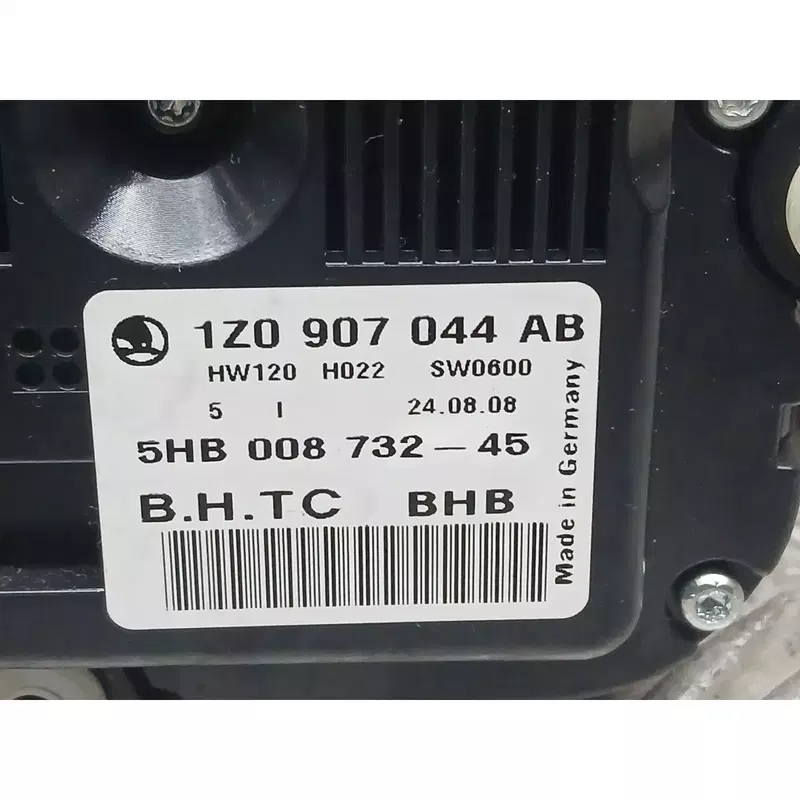 1Z0 907 044 AB
HW120 H022 SW0600
5 I 24.08.08
5HB 008 732-45
B.H.TC BHB
Made in Germany